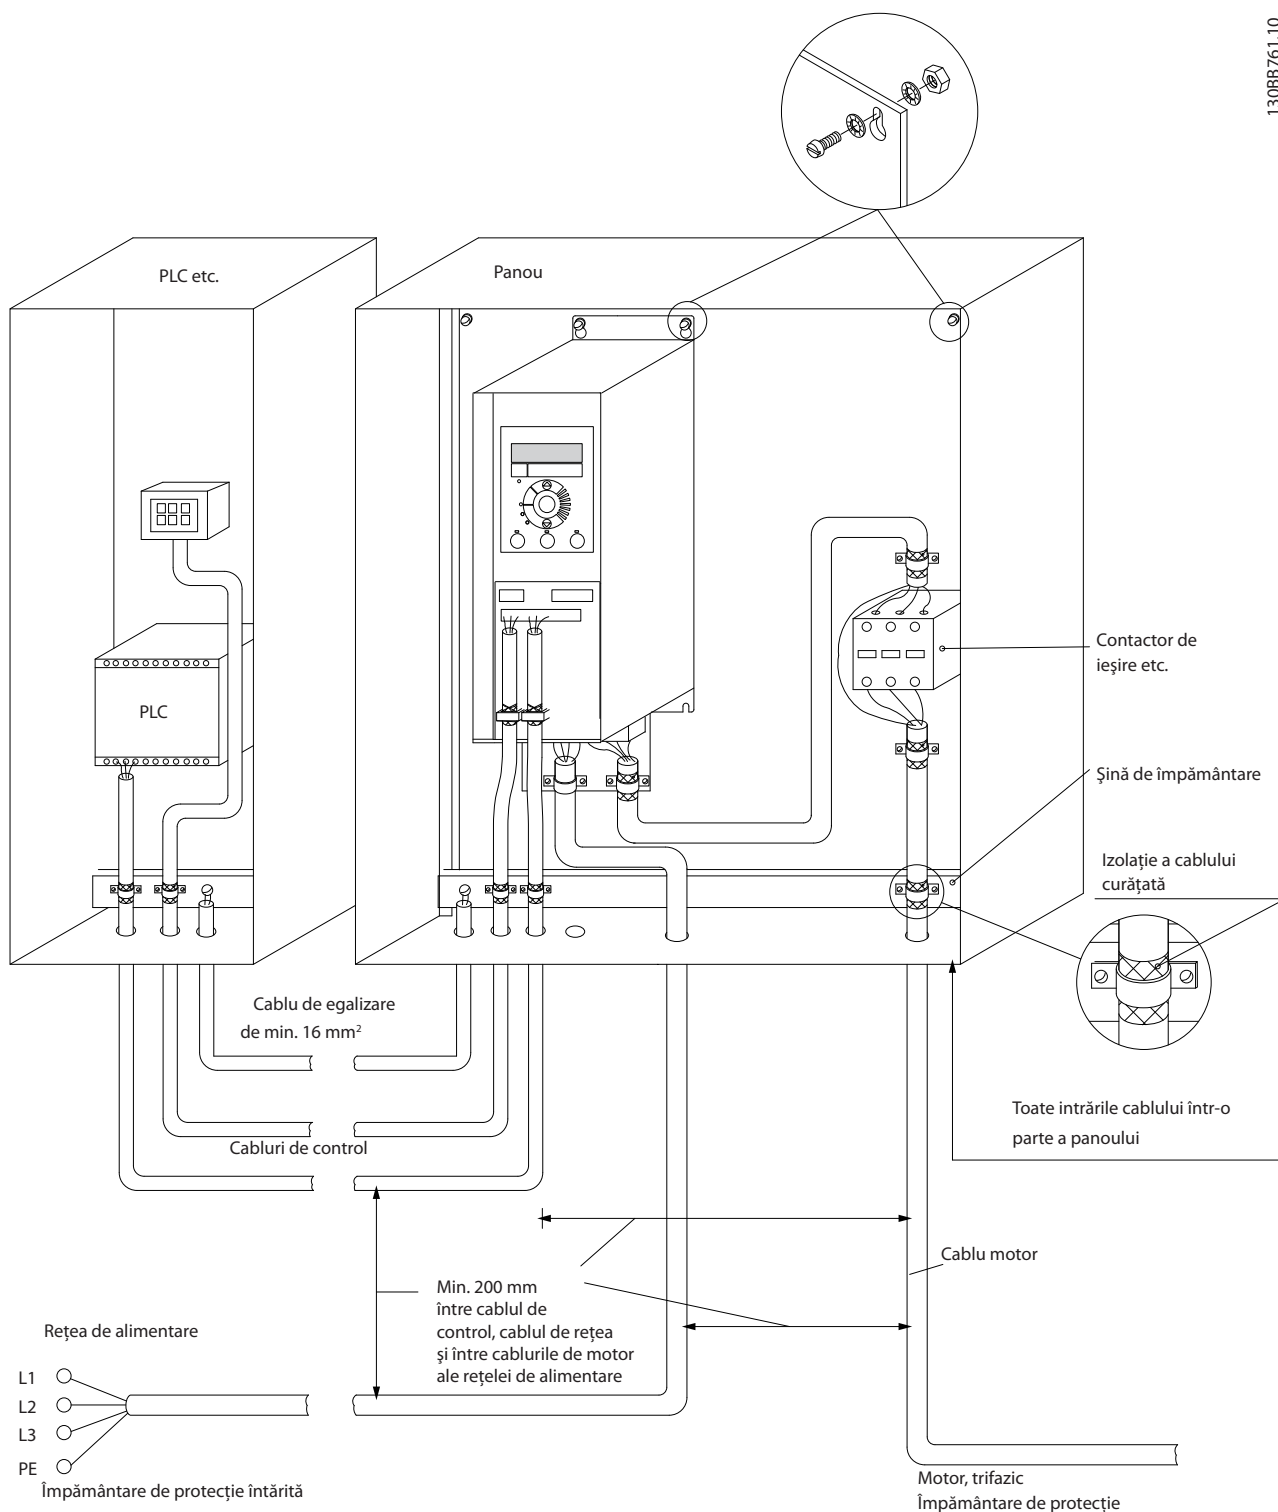 130BB761.10
PLC etc.
Panou
PLC
Contactor de
ieşire etc.
Şină de împământare
Izolaţie a cablului
curăţată
Cablu de egalizare
de min. 16 mm²
Toate intrările cablului într-o
parte a panoului
Cabluri de control
Cablu motor
Min. 200 mm
între cablul de
control, cablul de reţea
şi între cablurile de motor
ale reţelei de alimentare
Reţea de alimentare
L1
L2
L3
PE
Împământare de protecţie întărită
Motor, trifazic
Împământare de protecţie